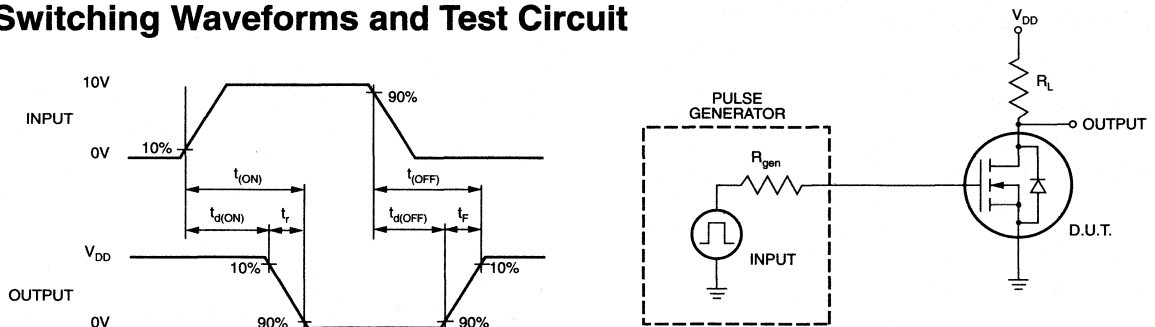 Switching Waveforms and Test Circuit
10V
INPUT
0V
10%
90%
t(ON)
t(OFF)
td(ON)
tr
td(OFF)
tF
VDD
10%
10%
OUTPUT
0V
90%
90%
PULSE
GENERATOR
Rgen
INPUT
VDD
RL
OUTPUT
D.U.T.